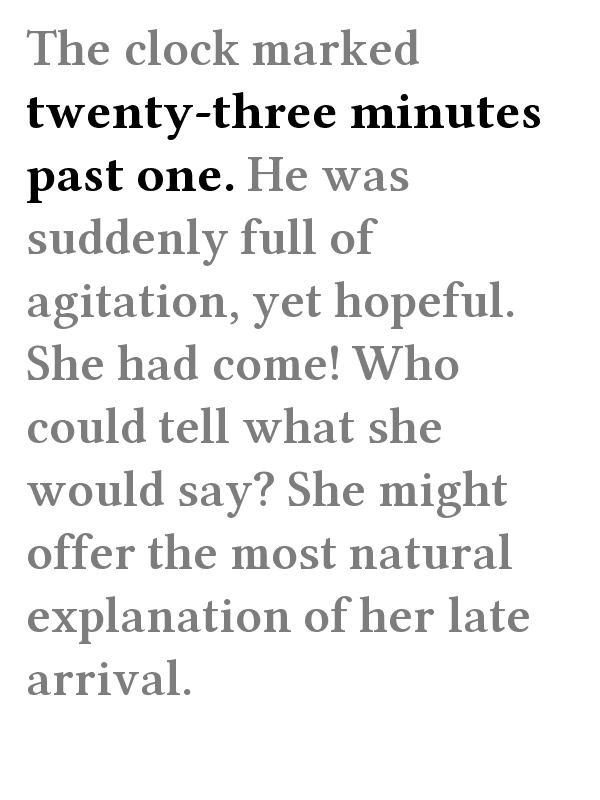 The clock marked
twenty-three minutes
past one. He was
suddenly full of
agitation, yet hopeful.
She had come! Who
could tell what she
would say? She might
offer the most natural
explanation of her late
arrival.